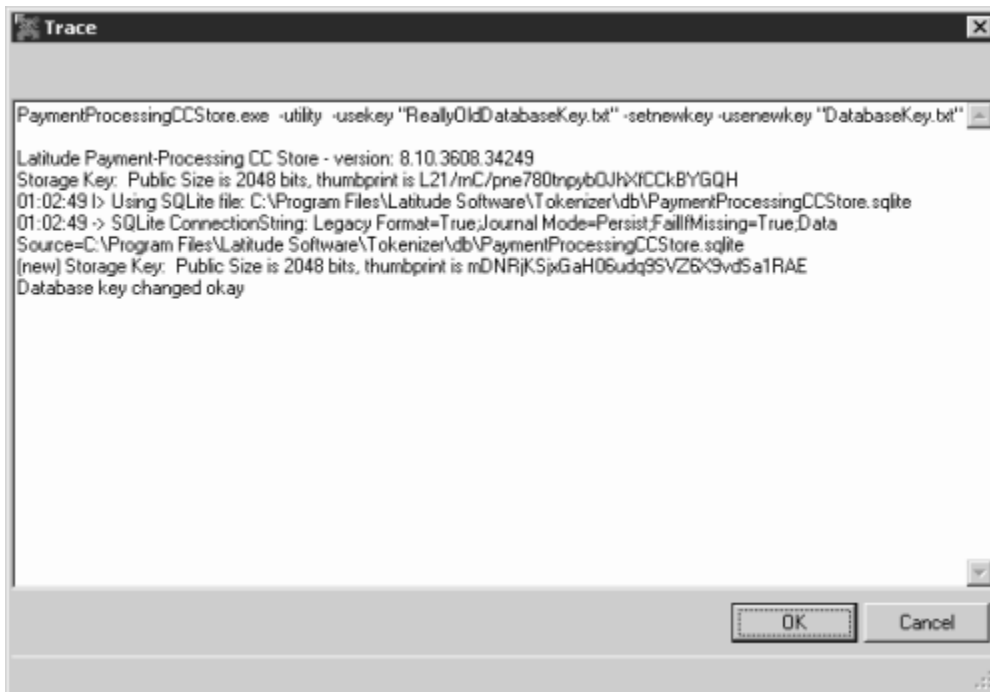 Trace
PaymentProcessingCCStore.exe -utility -usekey "ReallyOldDatabaseKey.txt" -setnewkey -usenewkey "DatabaseKey.txt"
Latitude Payment-Processing CC Store - version: 8.10.3608.34249
Storage Key: Public Size is 2048 bits, thumbprint is L21/mC/pne780tnpybOJhXfCCkBYGQH
01:02:49 I> Using SQLite file: C:\Program Files\Latitude Software\Tokenizer\db\PaymentProcessingCCStore.sqlite
01:02:49 -> SQLite ConnectionString: Legacy Format=True;Journal Mode=Persist;FailIfMissing=True;Data
Source=C:\Program Files\Latitude Software\Tokenizer\db\PaymentProcessingCCStore.sqlite
(new) Storage Key: Public Size is 2048 bits, thumbprint is mDNRjKSjxGaH06udq9SVZ6X9vdSa1RAE
Database key changed okay
OK
Cancel